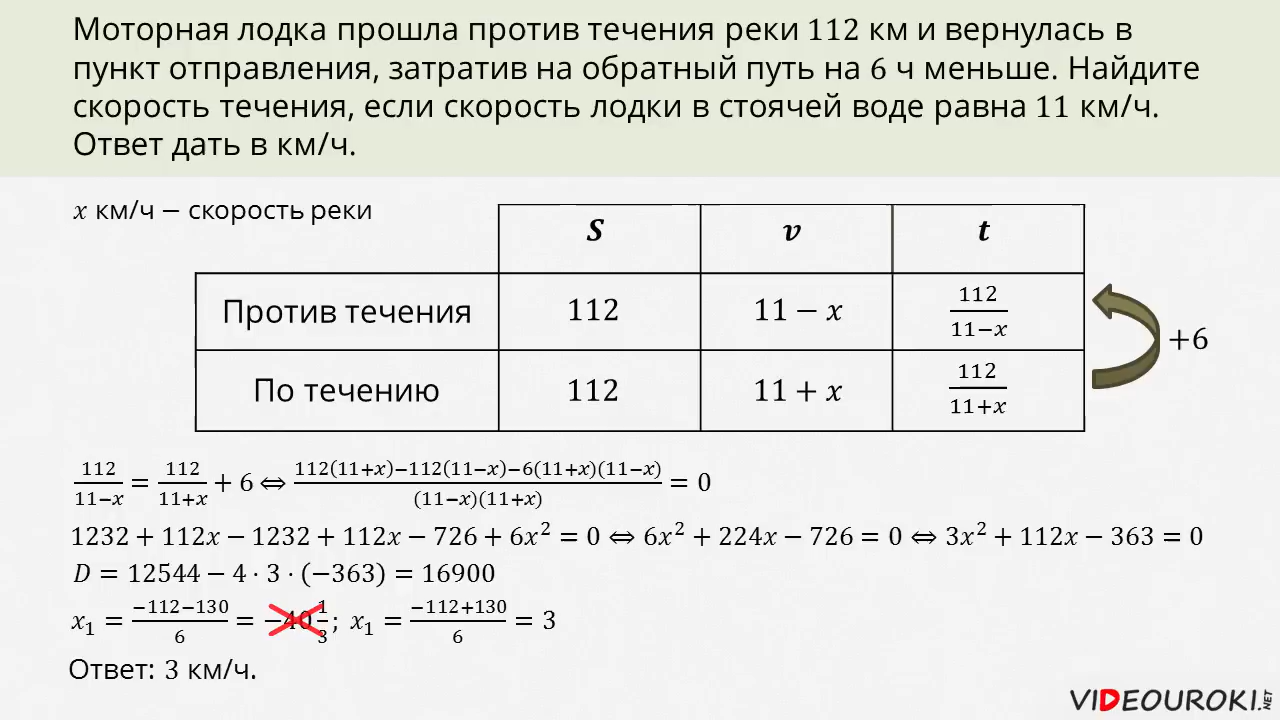 Моторная лодка прошла против течения реки 112 км и вернулась в
пункт отправления, затратив на обратный путь на 6 ч меньше. Найдите
скорость течения, если скорость лодки в стоячей воде равна 11 км/ч.
Ответ дать в км/ч.
x км/ч − скорость реки
S v t
Против течения 112 11 − x 112/(11−x)
+6
По течению 112 11 + x 112/(11+x)
112/(11−x) = 112/(11+x) + 6 ⇔ (112(11+x)−112(11−x)−6(11+x)(11−x))/((11−x)(11+x)) = 0
1232 + 112x − 1232 + 112x − 726 + 6x² = 0 ⇔ 6x² + 224x − 726 = 0 ⇔ 3x² + 112x − 363 = 0
D = 12544 − 4 · 3 · (−363) = 16900
x₁ = (−112−130)/6 = −40 1/3; x₁ = (−112+130)/6 = 3
Ответ: 3 км/ч.
VIDEOUROKI.NET